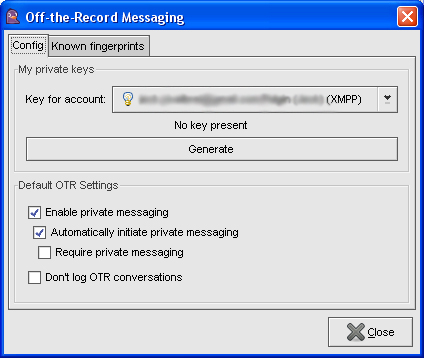 Off-the-Record Messaging
Config Known fingerprints
My private keys
Key for account: (XMPP)
No key present
Generate
Default OTR Settings
Enable private messaging
Automatically initiate private messaging
Require private messaging
Don't log OTR conversations
Close